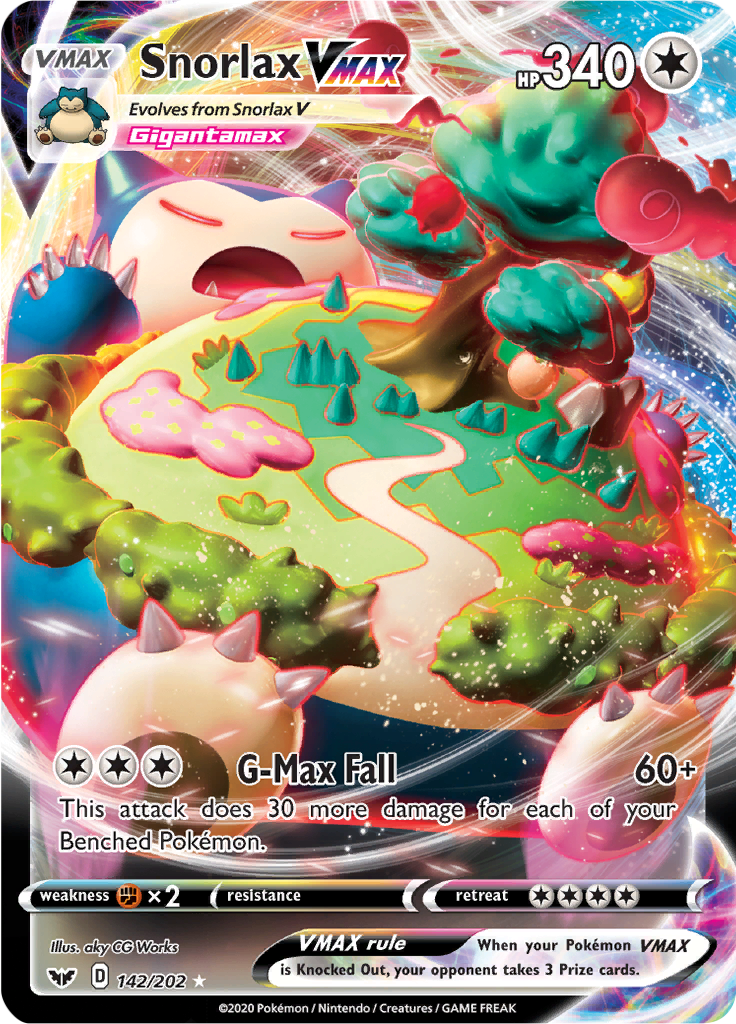 VMAX
Snorlax VMAX
HP 340
Evolves from Snorlax V
Gigantamax
G-Max Fall 60+
This attack does 30 more damage for each of your
Benched Pokémon.
weakness ×2 resistance retreat
Illus. aky CG Works
VMAX rule
When your Pokémon VMAX
is Knocked Out, your opponent takes 3 Prize cards.
D 142/202
©2020 Pokémon / Nintendo / Creatures / GAME FREAK